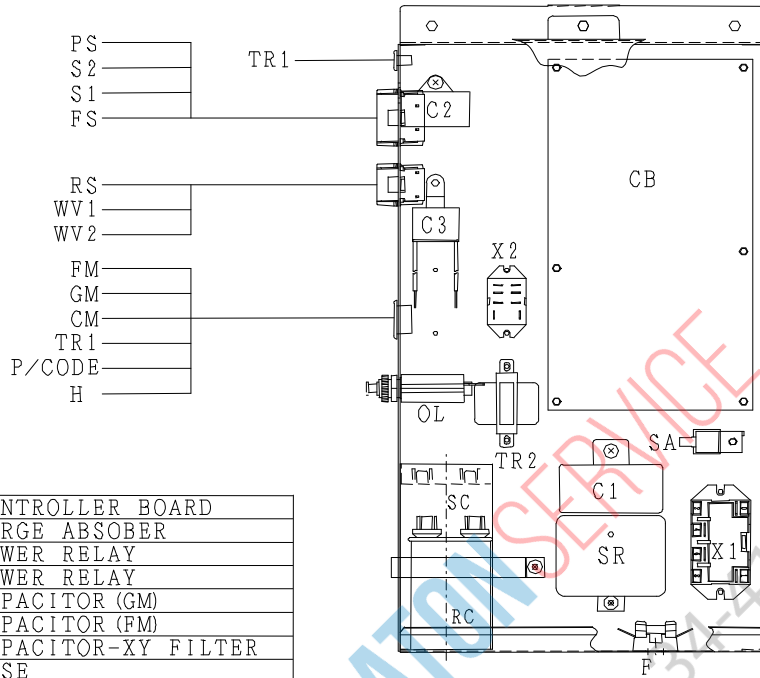 PS
S2
S1
FS
TR1
C2
CB
RS
WV1
WV2
C3
X2
FM
GM
CM
TR1
P/CODE
H
OL
TR2
SA
C1
SC
SR
X1
RC
F
NTROLLER BOARD
RGE ABSOBER
WER RELAY
WER RELAY
PACITOR(GM)
PACITOR(FM)
PACITOR-XY FILTER
SE
ATONSERVICE